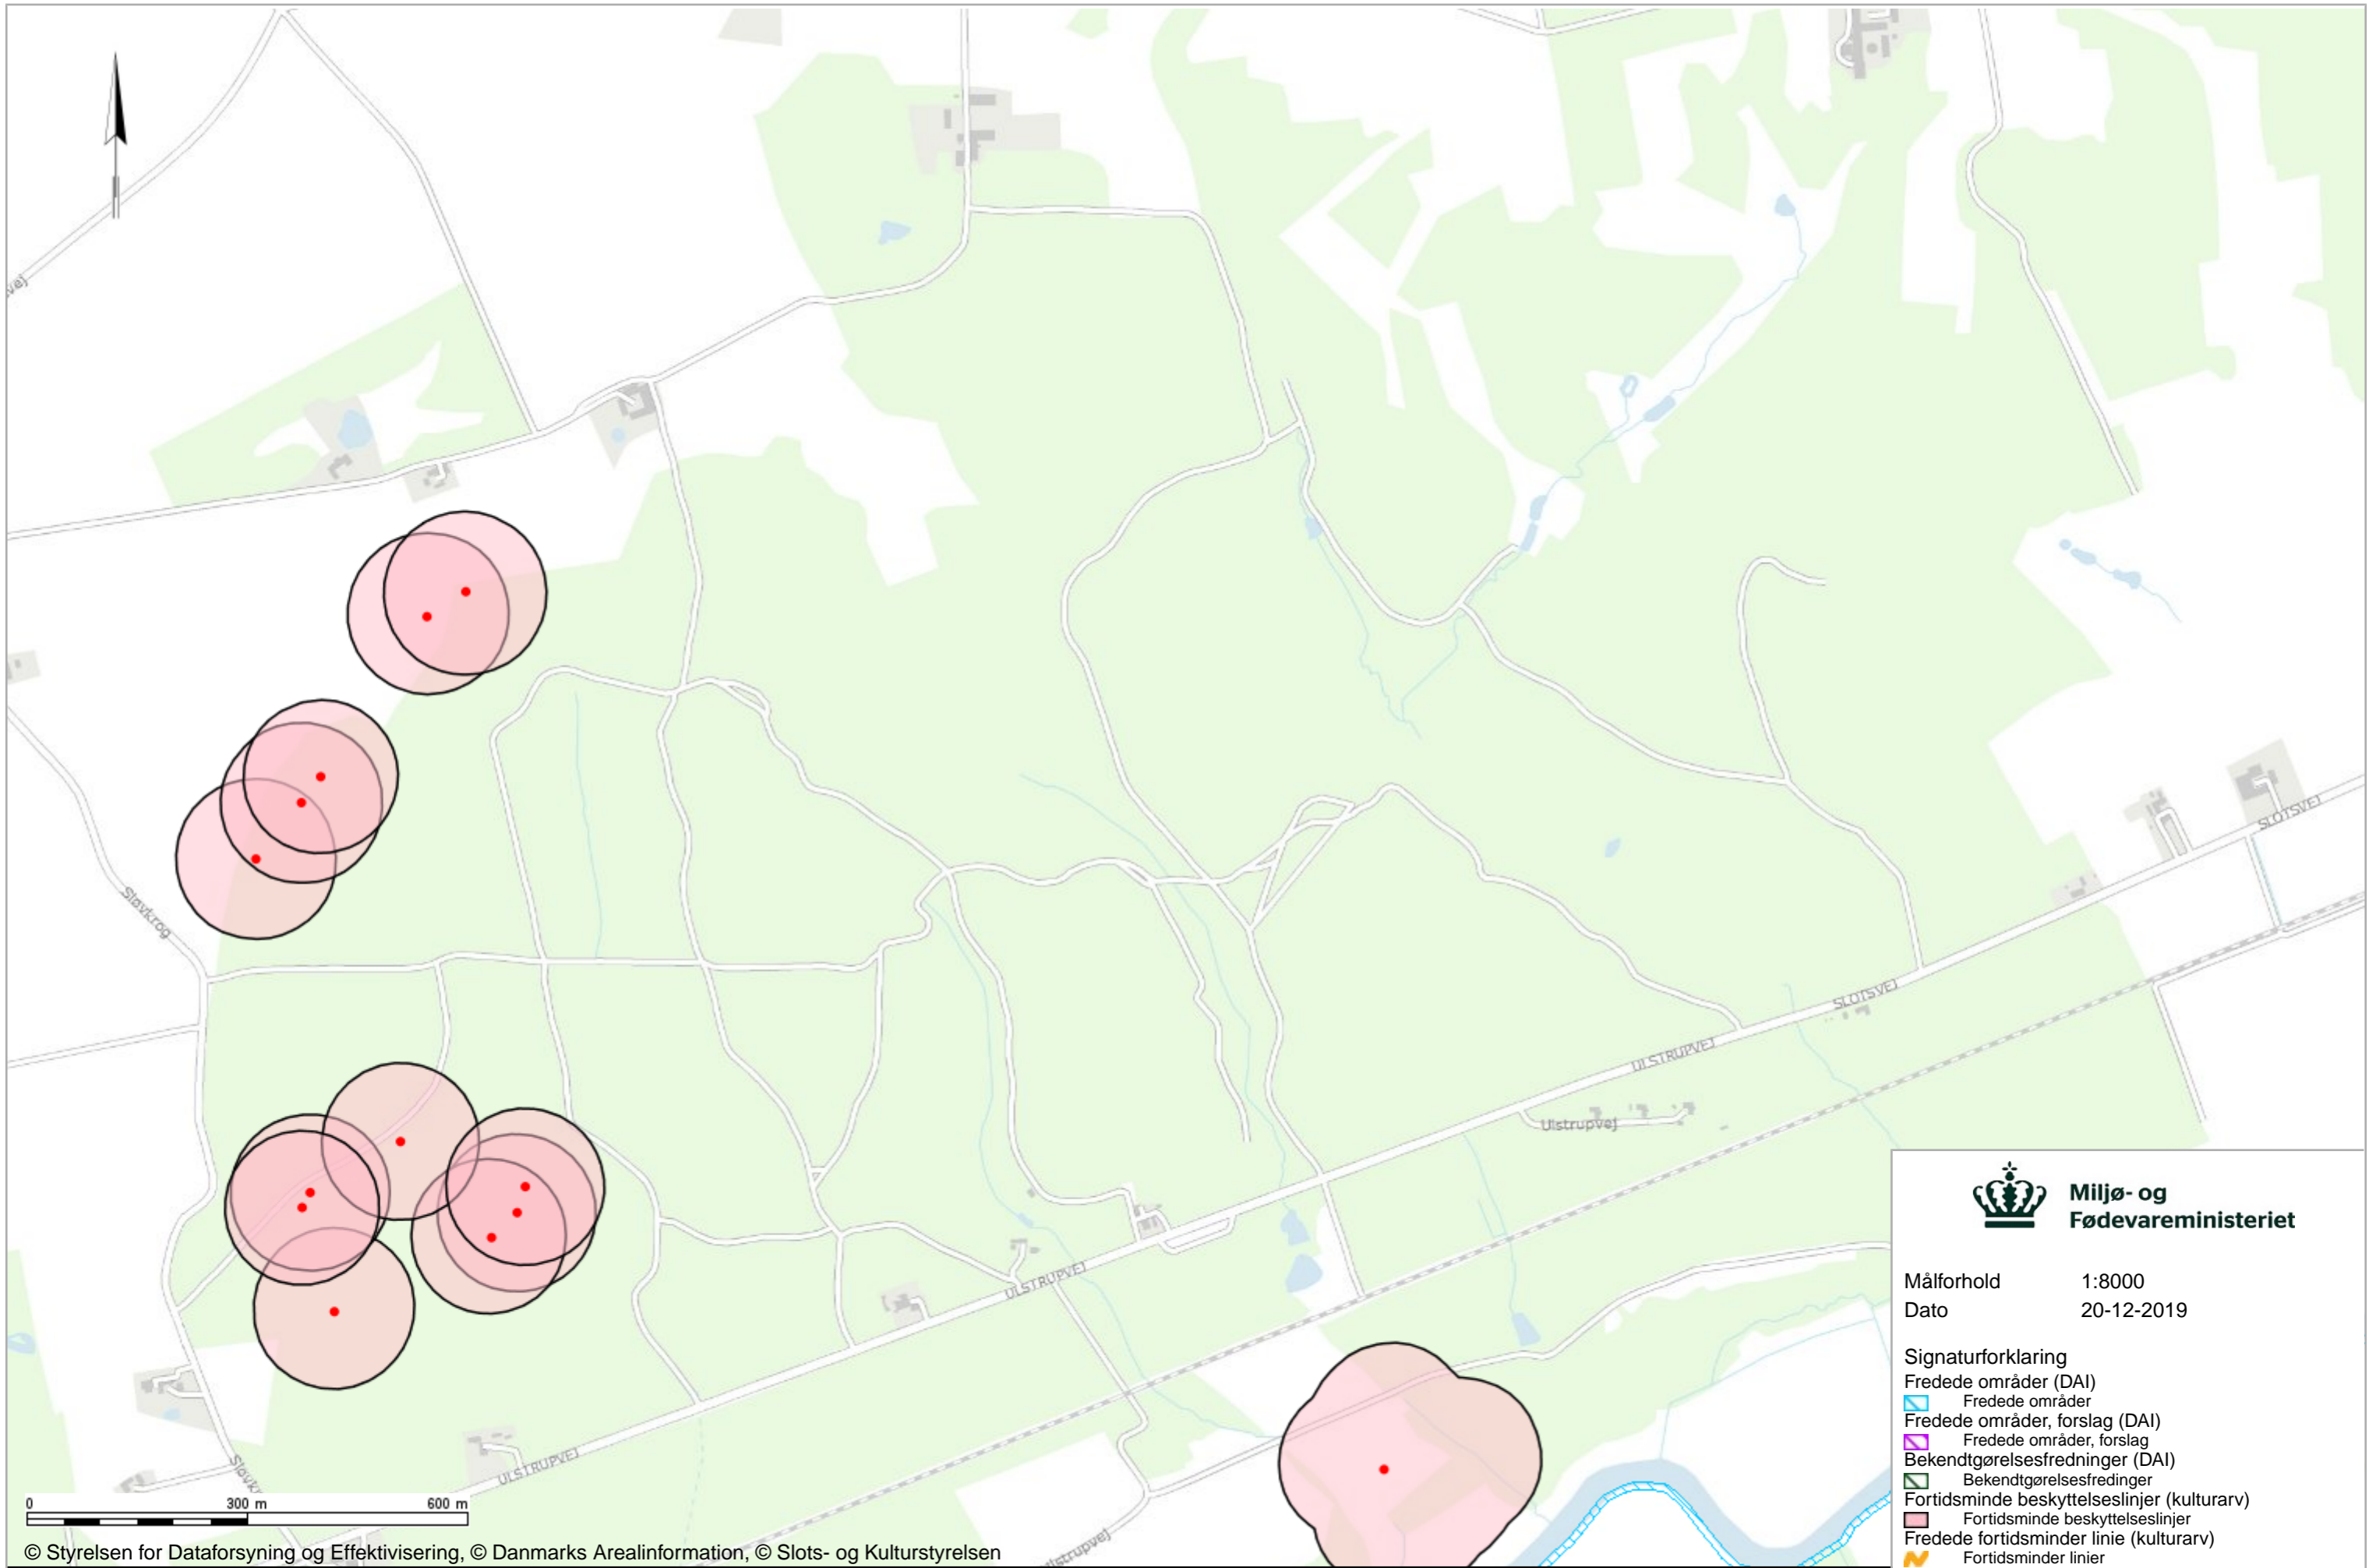 vej
Sløvkrog
SLOTSVEJ
SLOTSVEJ
ULSTRUPVEJ
Ulstrupvej
ULSTRUPVEJ
ULSTRUPVEJ
Miljø- og
Fødevareministeriet
Målforhold 1:8000
Dato 20-12-2019
Signaturforklaring
Fredede områder (DAI)
Fredede områder
Fredede områder, forslag (DAI)
Fredede områder, forslag
Bekendtgørelsesfredninger (DAI)
Bekendtgørelsesfredinger
Fortidsminde beskyttelseslinjer (kulturarv)
Fortidsminde beskyttelseslinjer
Fredede fortidsminder linie (kulturarv)
Fortidsminder linier
0 300 m 600 m
© Styrelsen for Dataforsyning og Effektivisering, © Danmarks Arealinformation, © Slots- og Kulturstyrelsen